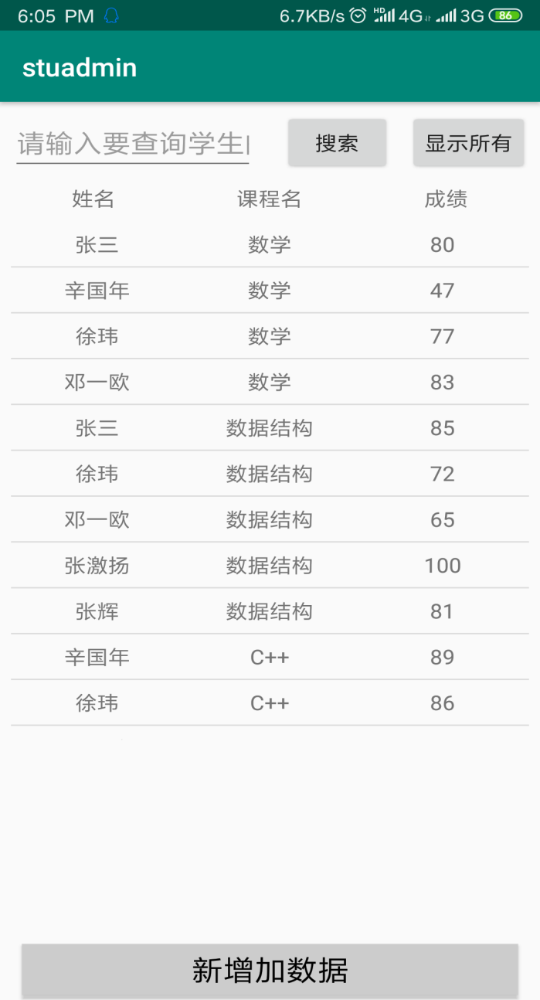 6:05 PM 6.7KB/s HD 4G 3G 86
stuadmin
请输入要查询学生 搜索 显示所有
姓名 课程名 成绩
张三 数学 80
辛国年 数学 47
徐玮 数学 77
邓一欧 数学 83
张三 数据结构 85
徐玮 数据结构 72
邓一欧 数据结构 65
张激扬 数据结构 100
张辉 数据结构 81
辛国年 C++ 89
徐玮 C++ 86
新增加数据